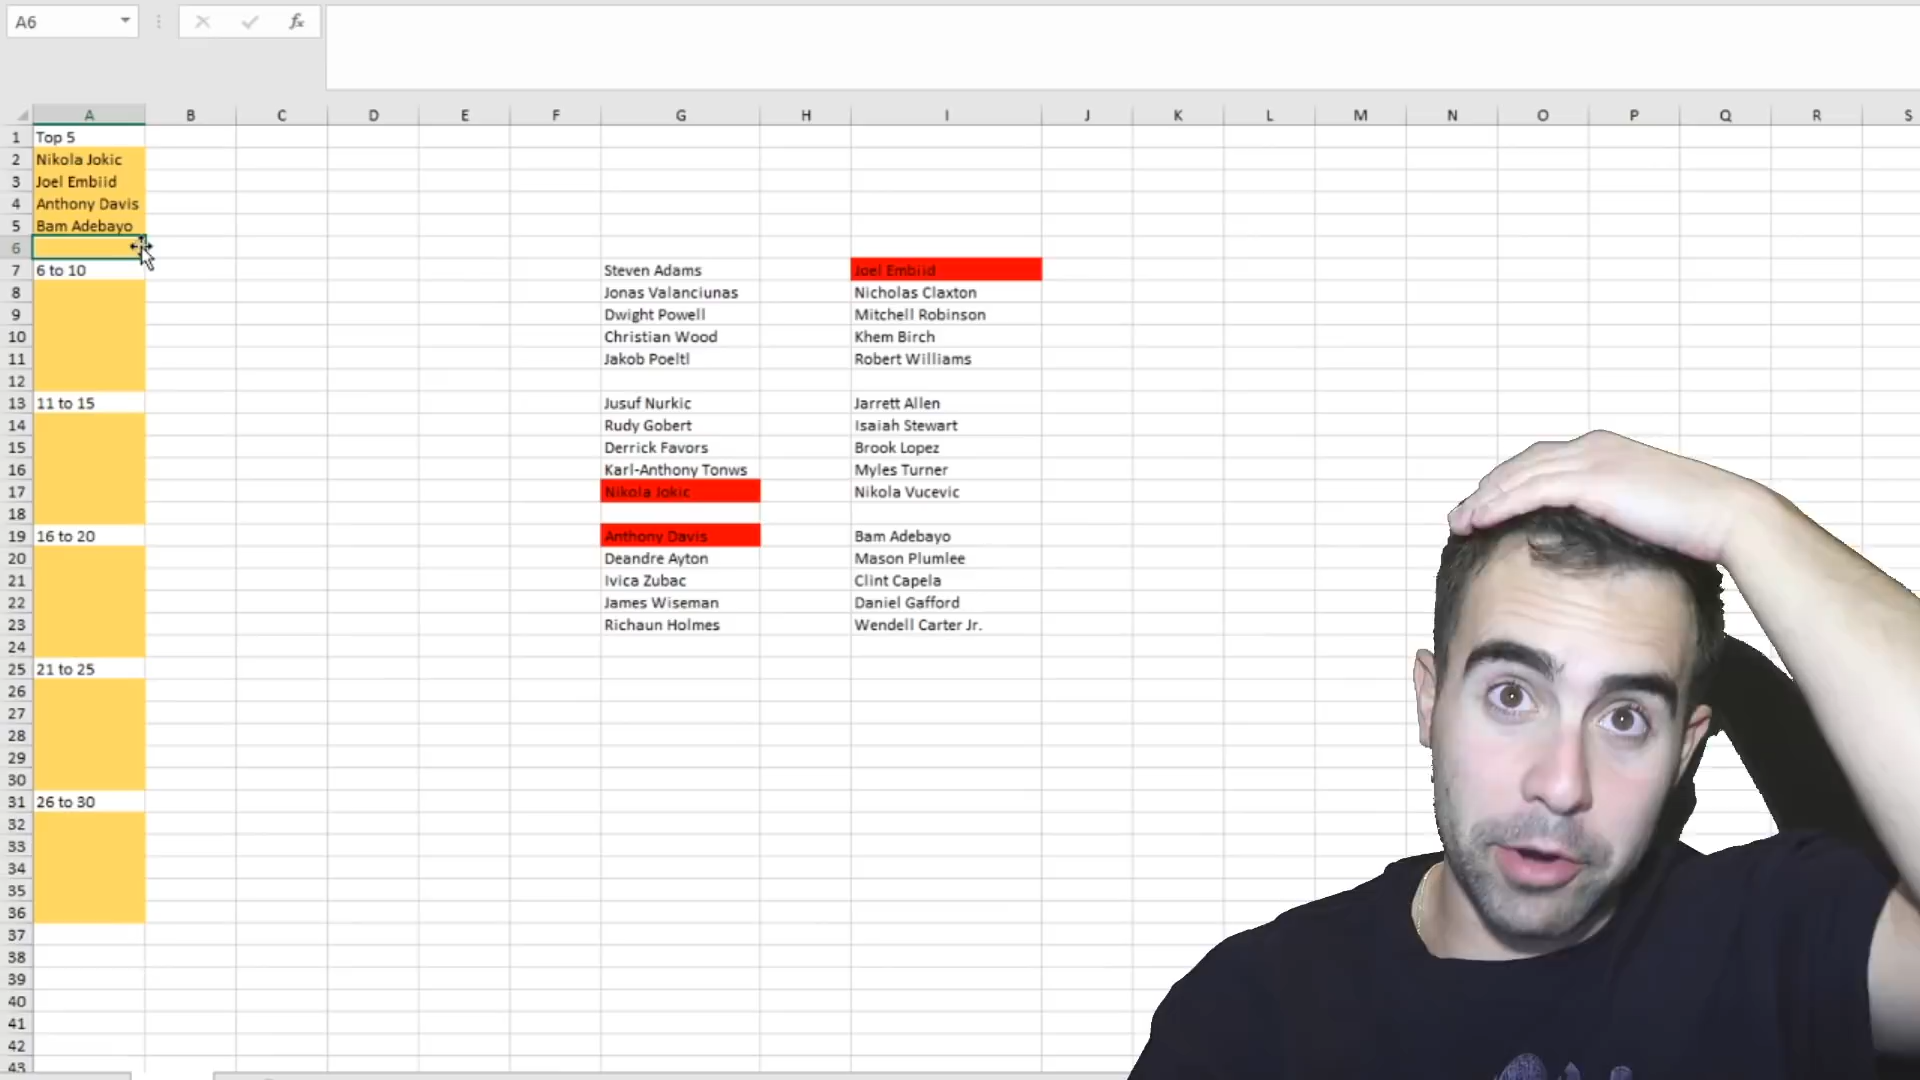 A6
fx
A B C D E F G H I J K L M N O P Q R S
1 Top 5
2 Nikola Jokic
3 Joel Embiid
4 Anthony Davis
5 Bam Adebayo
6
7 6 to 10 Steven Adams Joel Embiid
8 Jonas Valanciunas Nicholas Claxton
9 Dwight Powell Mitchell Robinson
10 Christian Wood Khem Birch
11 Jakob Poeltl Robert Williams
12
13 11 to 15 Jusuf Nurkic Jarrett Allen
14 Rudy Gobert Isaiah Stewart
15 Derrick Favors Brook Lopez
16 Karl-Anthony Tonws Myles Turner
17 Nikola Jokic Nikola Vucevic
18
19 16 to 20 Anthony Davis Bam Adebayo
20 Deandre Ayton Mason Plumlee
21 Ivica Zubac Clint Capela
22 James Wiseman Daniel Gafford
23 Richaun Holmes Wendell Carter Jr.
24
25 21 to 25
26
27
28
29
30
31 26 to 30
32
33
34
35
36
37
38
39
40
41
42
43